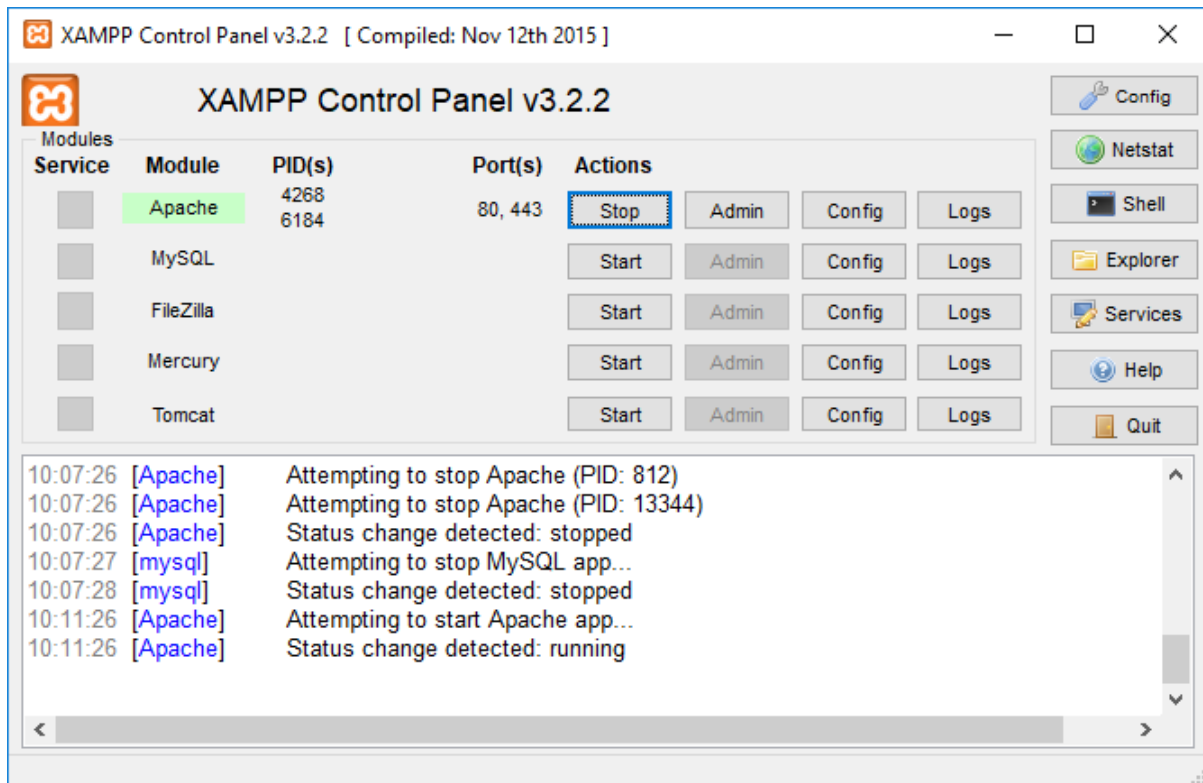 XAMPP Control Panel v3.2.2 [ Compiled: Nov 12th 2015 ]
XAMPP Control Panel v3.2.2
Config
Netstat
Shell
Explorer
Services
Help
Quit
Modules
Service Module PID(s) Port(s) Actions
Apache 4268 6184 80, 443 Stop Admin Config Logs
MySQL Start Admin Config Logs
FileZilla Start Admin Config Logs
Mercury Start Admin Config Logs
Tomcat Start Admin Config Logs
10:07:26 [Apache] Attempting to stop Apache (PID: 812)
10:07:26 [Apache] Attempting to stop Apache (PID: 13344)
10:07:26 [Apache] Status change detected: stopped
10:07:27 [mysql] Attempting to stop MySQL app...
10:07:28 [mysql] Status change detected: stopped
10:11:26 [Apache] Attempting to start Apache app...
10:11:26 [Apache] Status change detected: running